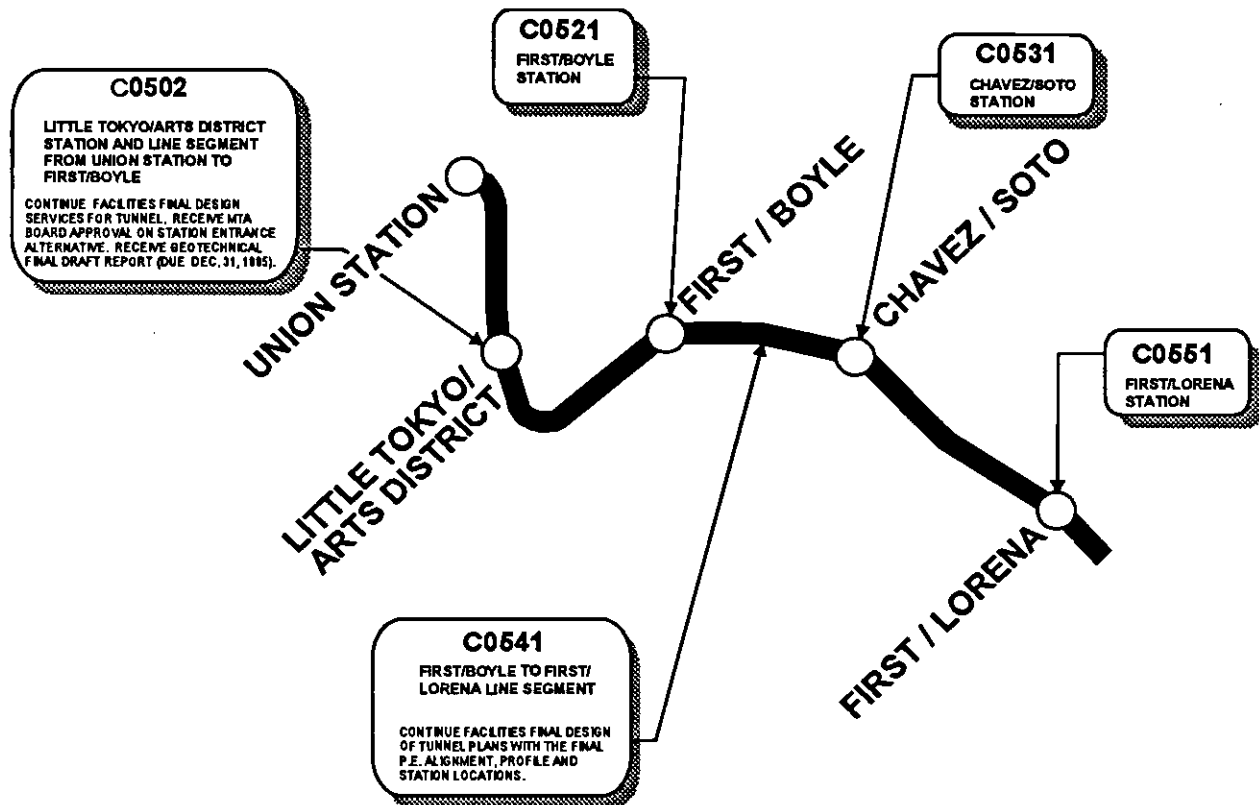 C0521
FIRST/BOYLE
STATION
C0531
CHAVEZ/SOTO
STATION
C0502
LITTLE TOKYO/ARTS DISTRICT
STATION AND LINE SEGMENT
FROM UNION STATION TO
FIRST/BOYLE
CONTINUE FACILITIES FINAL DESIGN
SERVICES FOR TUNNEL. RECEIVE MTA
BOARD APPROVAL ON STATION ENTRANCE
ALTERNATIVE. RECEIVE GEOTECHNICAL
FINAL DRAFT REPORT (DUE DEC, 31, 1995).
UNION STATION
FIRST / BOYLE
CHAVEZ / SOTO
C0551
FIRST/LORENA
STATION
LITTLE TOKYO/
ARTS DISTRICT
FIRST / LORENA
C0541
FIRST/BOYLE TO FIRST/
LORENA LINE SEGMENT
CONTINUE FACILITIES FINAL DESIGN
OF TUNNEL PLANS WITH THE FINAL
P.E. ALIGNMENT, PROFILE AND
STATION LOCATIONS.